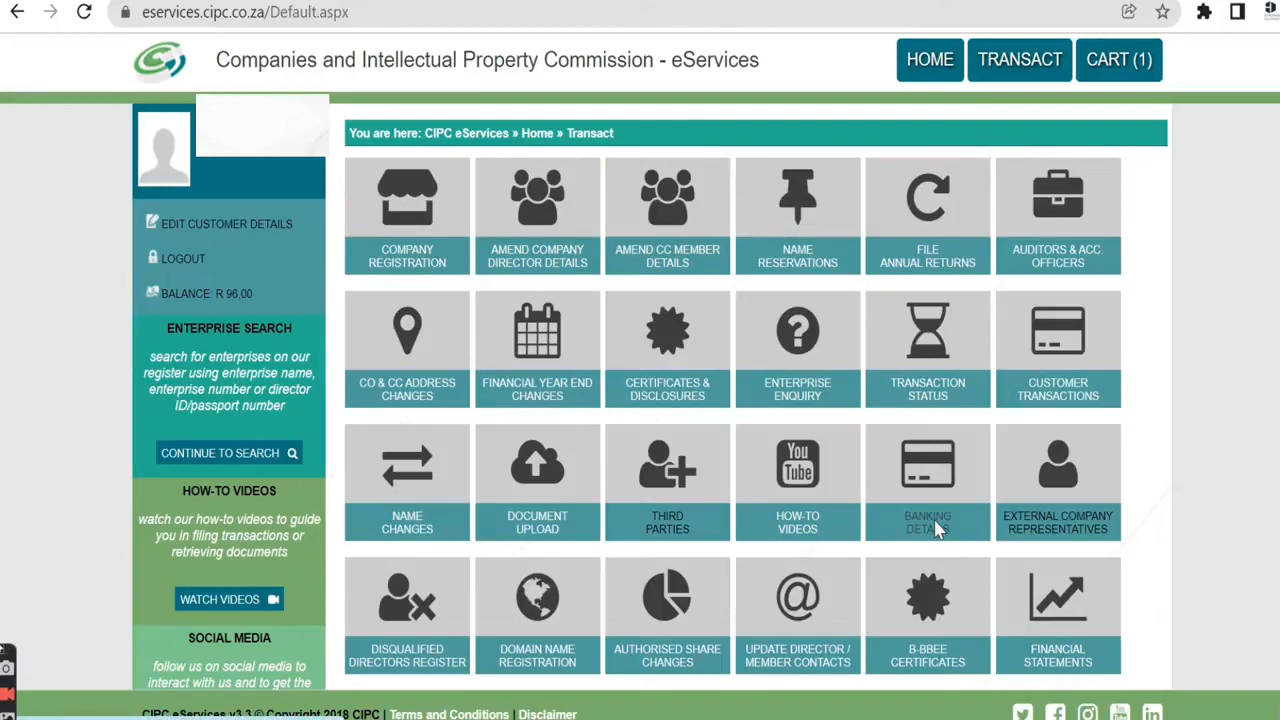 eservices.cipc.co.za/Default.aspx
Companies and Intellectual Property Commission - eServices
HOME
TRANSACT
CART (1)
You are here: CIPC eServices » Home » Transact
EDIT CUSTOMER DETAILS
LOGOUT
BALANCE: R 96,00
ENTERPRISE SEARCH
search for enterprises on our
register using enterprise name,
enterprise number or director
ID/passport number
CONTINUE TO SEARCH
HOW-TO VIDEOS
watch our how-to videos to guide
you in filing transactions or
retrieving documents
WATCH VIDEOS
SOCIAL MEDIA
follow us on social media to
interact with us and to get the
COMPANY
REGISTRATION
AMEND COMPANY
DIRECTOR DETAILS
AMEND CC MEMBER
DETAILS
NAME
RESERVATIONS
FILE
ANNUAL RETURNS
AUDITORS & ACC.
OFFICERS
CO & CC ADDRESS
CHANGES
FINANCIAL YEAR END
CHANGES
CERTIFICATES &
DISCLOSURES
ENTERPRISE
ENQUIRY
TRANSACTION
STATUS
CUSTOMER
TRANSACTIONS
NAME
CHANGES
DOCUMENT
UPLOAD
THIRD
PARTIES
You
Tube
HOW-TO
VIDEOS
BANKING
DETAILS
EXTERNAL COMPANY
REPRESENTATIVES
DISQUALIFIED
DIRECTORS REGISTER
DOMAIN NAME
REGISTRATION
AUTHORISED SHARE
CHANGES
UPDATE DIRECTOR /
MEMBER CONTACTS
B-BBEE
CERTIFICATES
FINANCIAL
STATEMENTS
CIPC eServices v3.3 © Copyright 2018 CIPC | Terms and Conditions | Disclaimer